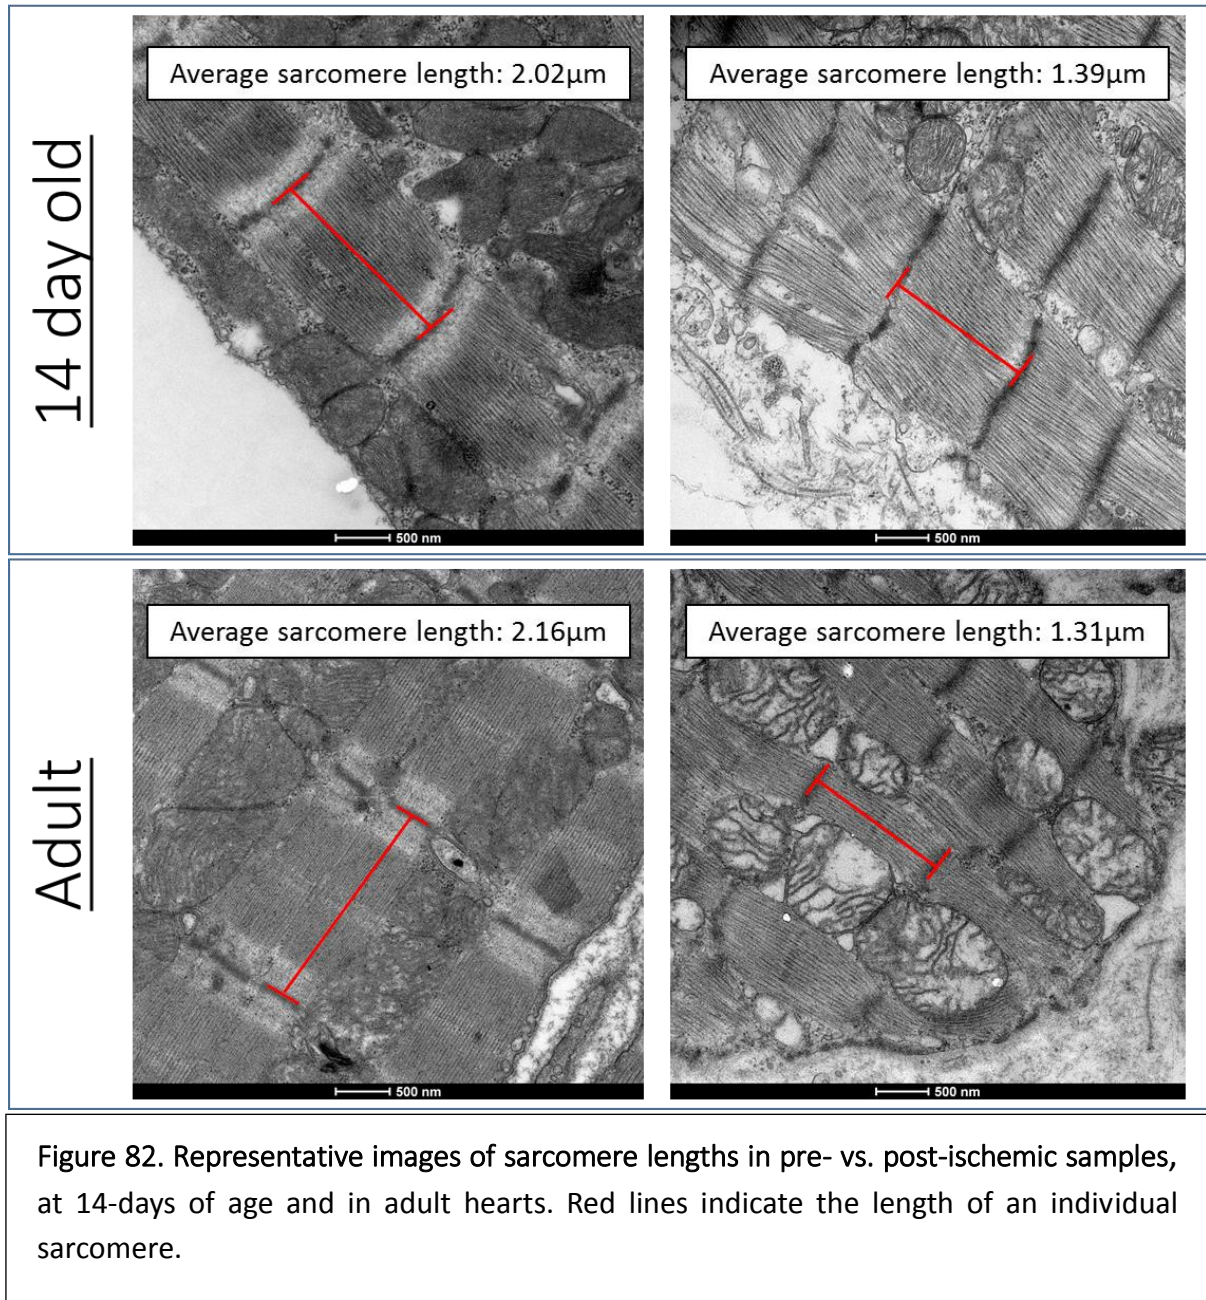 14 day old
Average sarcomere length: 2.02µm
Average sarcomere length: 1.39µm
500 nm
500 nm
Adult
Average sarcomere length: 2.16µm
Average sarcomere length: 1.31µm
500 nm
500 nm
Figure 82. Representative images of sarcomere lengths in pre- vs. post-ischemic samples,
at 14-days of age and in adult hearts. Red lines indicate the length of an individual
sarcomere.